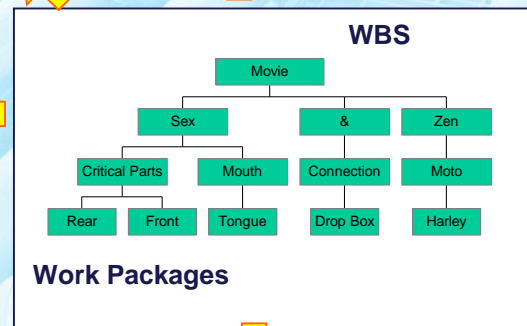 WBS
Movie
Sex & Zen
Critical Parts Mouth Connection Moto
Rear Front Tongue Drop Box Harley
Work Packages